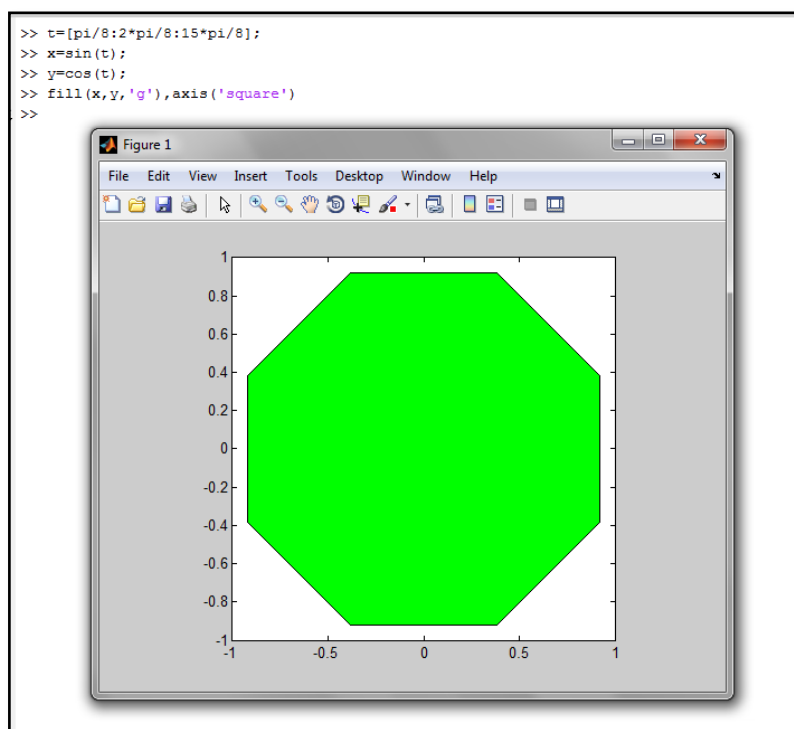 >> t=[pi/8:2*pi/8:15*pi/8];
>> x=sin(t);
>> y=cos(t);
>> fill(x,y,'g'),axis('square')
>>
Figure 1
File Edit View Insert Tools Desktop Window Help
1
0.8
0.6
0.4
0.2
0
-0.2
-0.4
-0.6
-0.8
-1
-1 -0.5 0 0.5 1